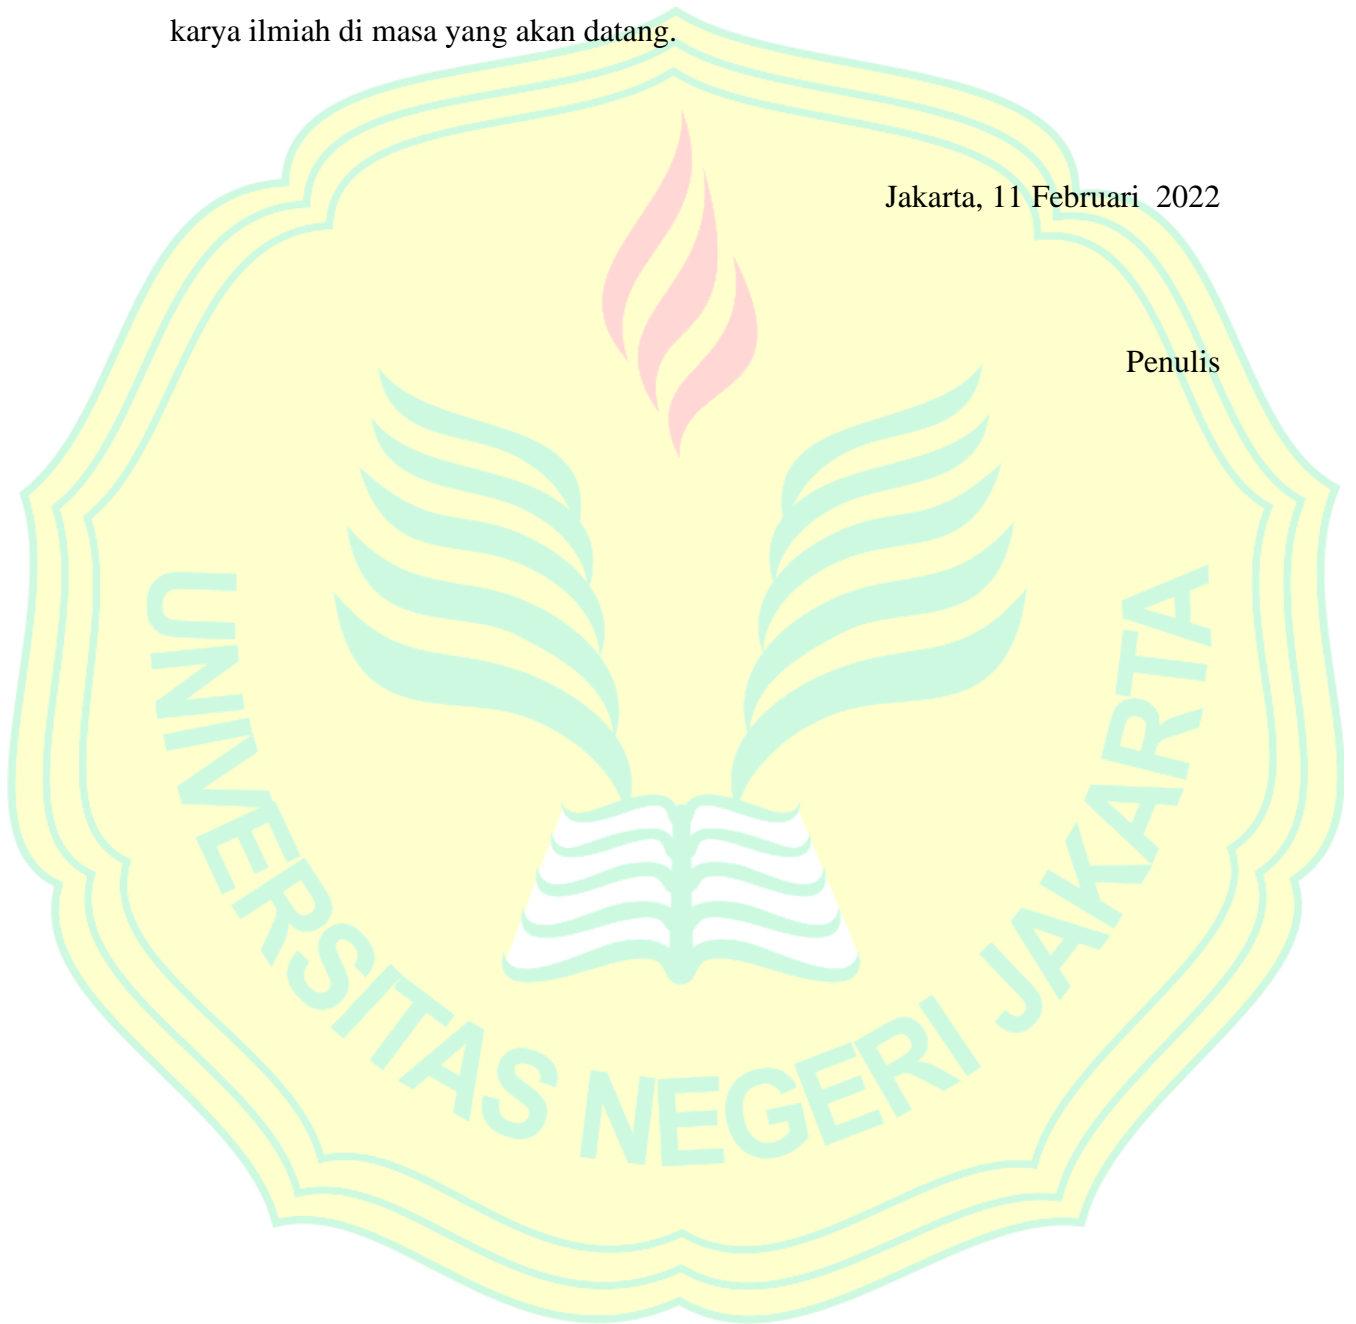 karya ilmiah di masa yang akan datang.
Jakarta, 11 Februari  2022
Penulis
UNIVERSITAS NEGERI JAKARTA